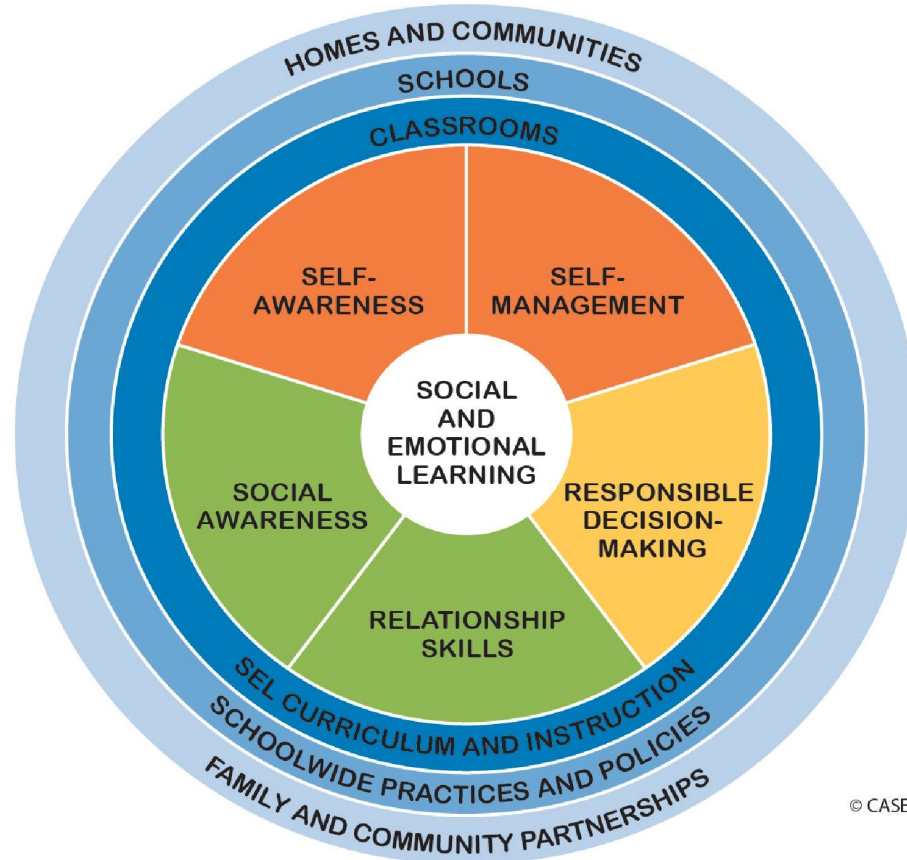 HOMES AND COMMUNITIES
SCHOOLS
CLASSROOMS
SELF-
AWARENESS
SELF-
MANAGEMENT
SOCIAL
AND
EMOTIONAL
LEARNING
SOCIAL
AWARENESS
RESPONSIBLE
DECISION-
MAKING
RELATIONSHIP
SKILLS
SEL CURRICULUM AND INSTRUCTION
SCHOOLWIDE PRACTICES AND POLICIES
FAMILY AND COMMUNITY PARTNERSHIPS
© CASE